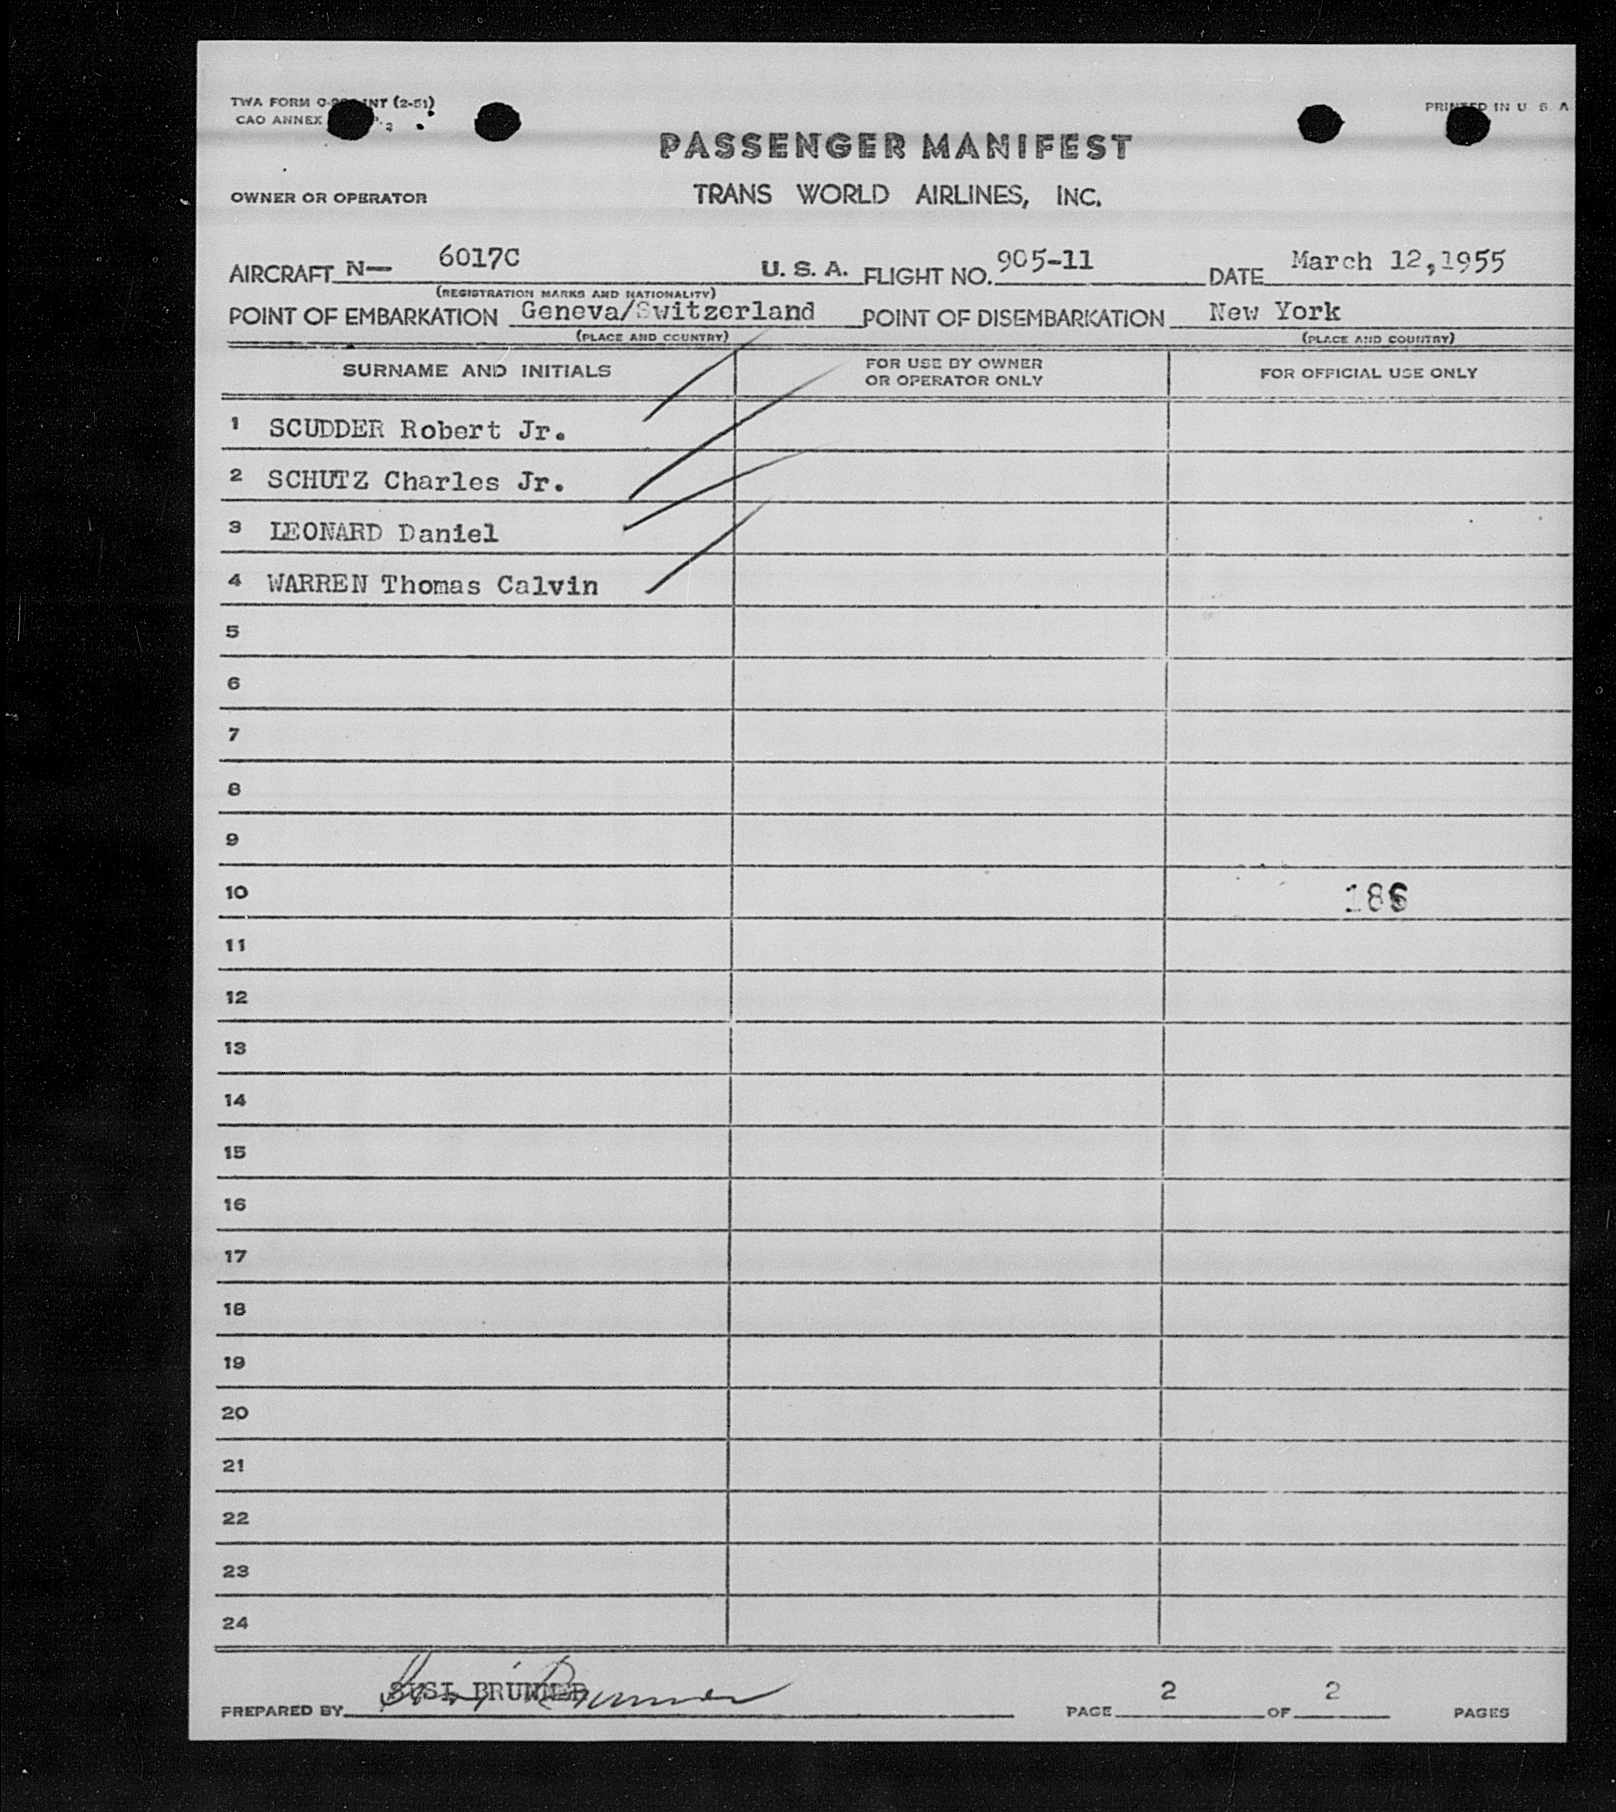 TWA FORM INT (2-51)
CAO ANNEX
PRINTED IN U S A
PASSENGER MANIFEST
OWNER OR OPERATOR TRANS WORLD AIRLINES, INC.
AIRCRAFT N— 6017C U. S. A. FLIGHT NO. 905-11 DATE March 12,1955
(REGISTRATION MARKS AND NATIONALITY)
POINT OF EMBARKATION Geneva/Switzerland POINT OF DISEMBARKATION New York
(PLACE AND COUNTRY) (PLACE AND COUNTRY)
SURNAME AND INITIALS FOR USE BY OWNER OR OPERATOR ONLY FOR OFFICIAL USE ONLY
1 SCUDDER Robert Jr.
2 SCHUTZ Charles Jr.
3 LEONARD Daniel
4 WARREN Thomas Calvin
5
6
7
8
9
10 186
11
12
13
14
15
16
17
18
19
20
21
22
23
24
PREPARED BY SUSI BRUNNER PAGE 2 OF 2 PAGES